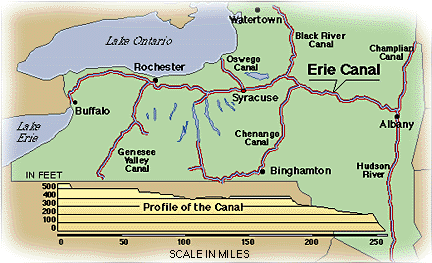 Watertown
Black River
Canal
Lake Ontario
Champlian
Canal
Oswego
Canal
Rochester
Erie Canal
Syracuse
Buffalo
Albany
Lake
Erie
Chenango
Canal
Genesee
Valley
Canal
Binghamton
Hudson
River
IN FEET
500
400
300
200
100
0
Profile of the Canal
0
50
100
150
200
250
SCALE IN MILES